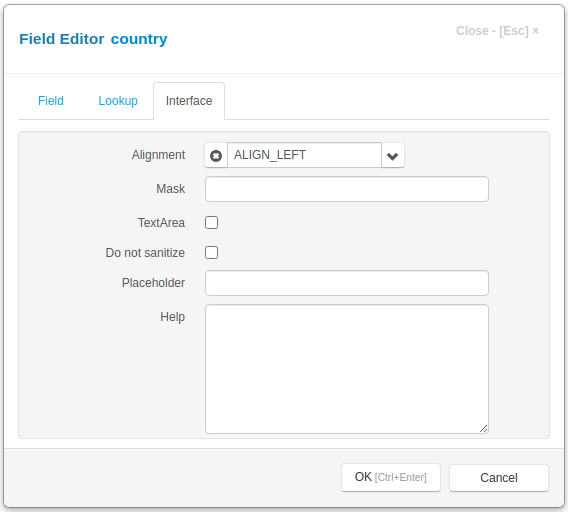 Field Editor country
Close - [Esc] ×
Field Lookup Interface
Alignment ALIGN_LEFT
Mask
TextArea
Do not sanitize
Placeholder
Help
OK [Ctrl+Enter] Cancel